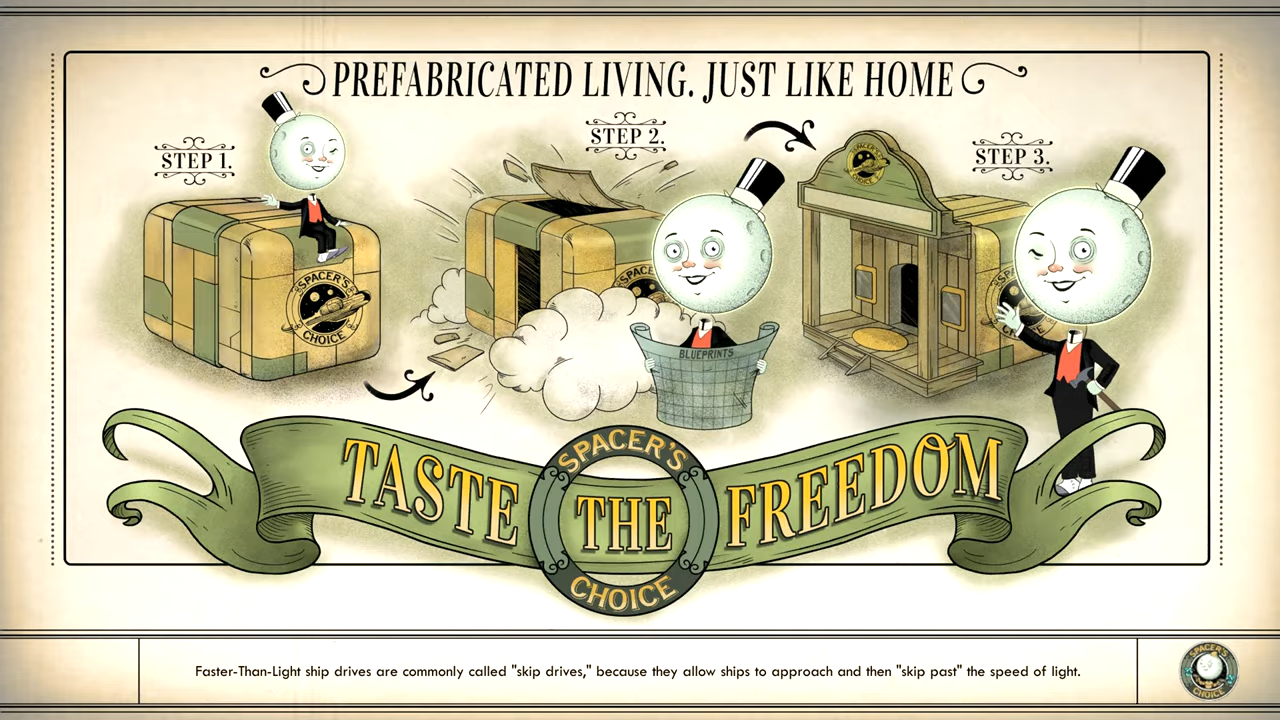 PREFABRICATED LIVING. JUST LIKE HOME
STEP 1.
STEP 2.
STEP 3.
SPACER'S
CHOICE
SPACER'S
BLUEPRINTS
SPACER'S
CHOICE
SPACER'S
TASTE THE FREEDOM
CHOICE
Faster-Than-Light ship drives are commonly called "skip drives," because they allow ships to approach and then "skip past" the speed of light.
SPACER'S
CHOICE